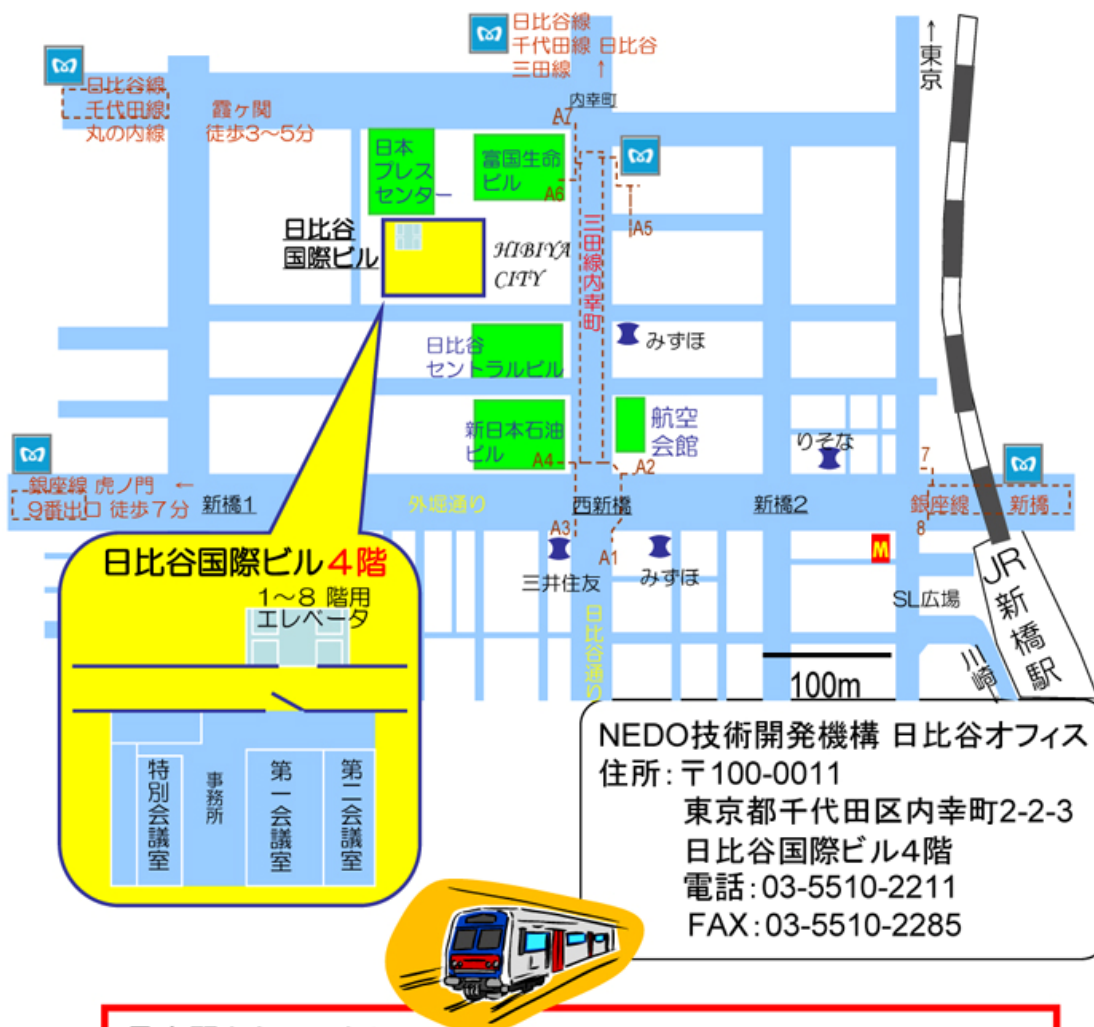 日比谷線
千代田線 日比谷
三田線 ↑
↑東京
日比谷線
千代田線 霞ヶ関
丸の内線 徒歩3～5分
内幸町
A7
日本
プレス
センター
富国生命
ビル
A6
A5
日比谷
国際ビル
HIBIYA
CITY
三田線内幸町
みずほ
日比谷
セントラルビル
新日本石油
ビル
A4
航空
会館
A2
りそな
7
銀座線 虎ノ門 ←
9番出口 徒歩7分
新橋1
外堀通り
西新橋
新橋2
銀座線 新橋
8
A3
A1
三井住友
みずほ
M
SL広場
JR新橋駅
川崎
日比谷通り
100m
日比谷国際ビル4階
1～8 階用
エレベータ
特別会議室
事務所
第一会議室
第二会議室
NEDO技術開発機構 日比谷オフィス
住所：〒100-0011
東京都千代田区内幸町2-2-3
日比谷国際ビル4階
電話：03-5510-2211
FAX：03-5510-2285